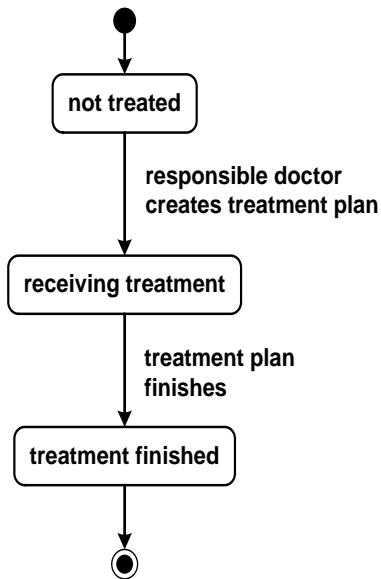 not treated
responsible doctor
creates treatment plan
receiving treatment
treatment plan
finishes
treatment finished